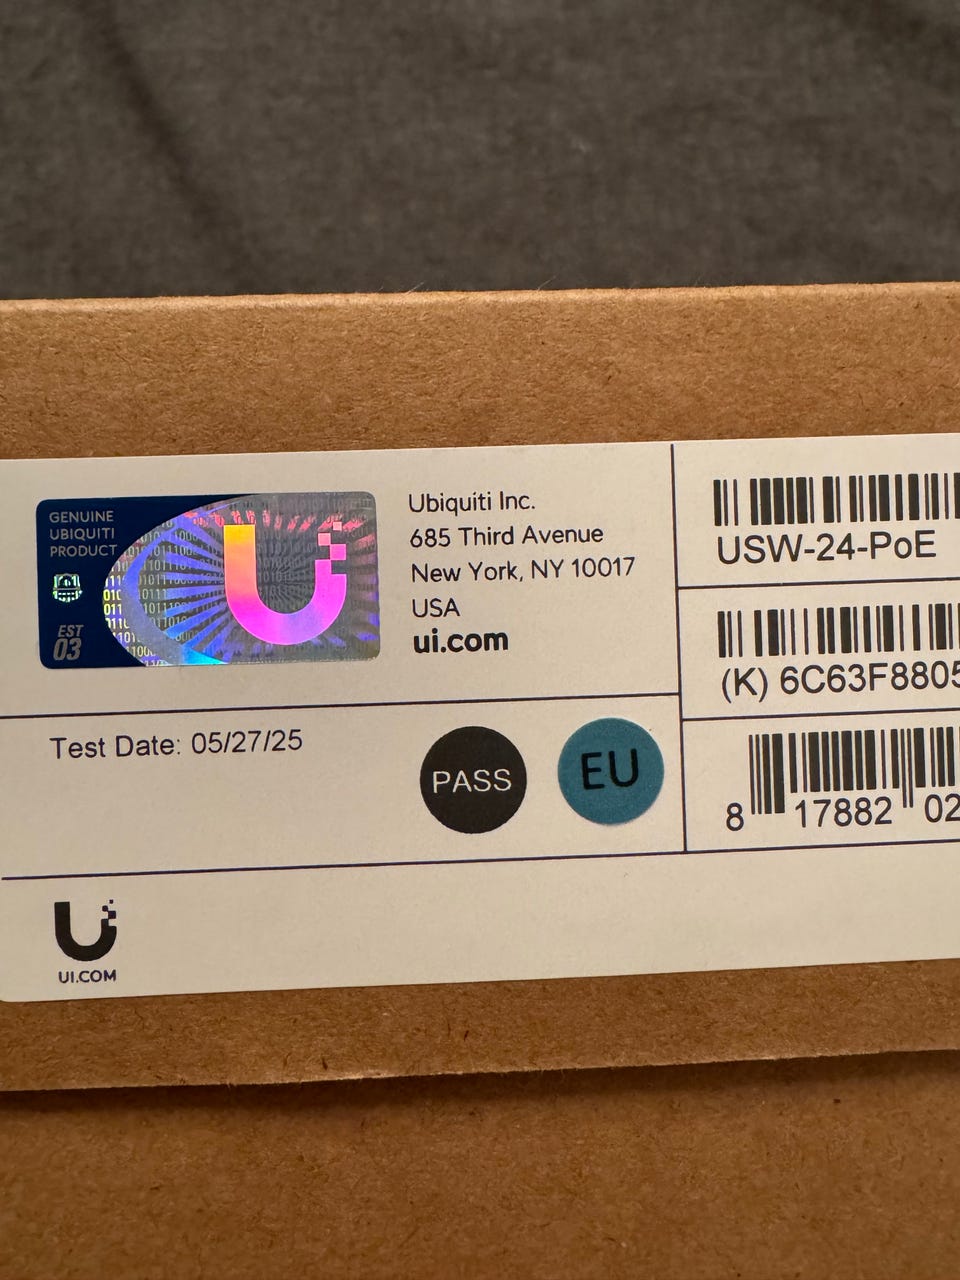 GENUINE
UBIQUITI
PRODUCT
EST
03
Ubiquiti Inc.
685 Third Avenue
New York, NY 10017
USA
ui.com
Test Date: 05/27/25
PASS
EU
USW-24-PoE
(K) 6C63F8805
8 17882 02
UI.COM